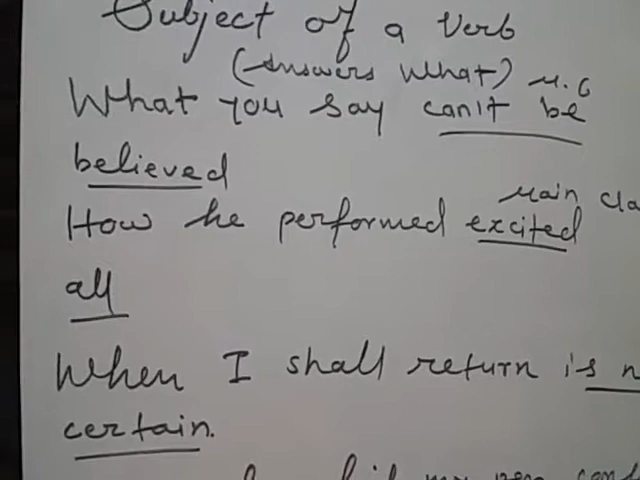 Subject of a Verb
(Answers What) M.C
What you say can't be
believed
Main cla
How he performed excited
all
When I shall return is n
certain.